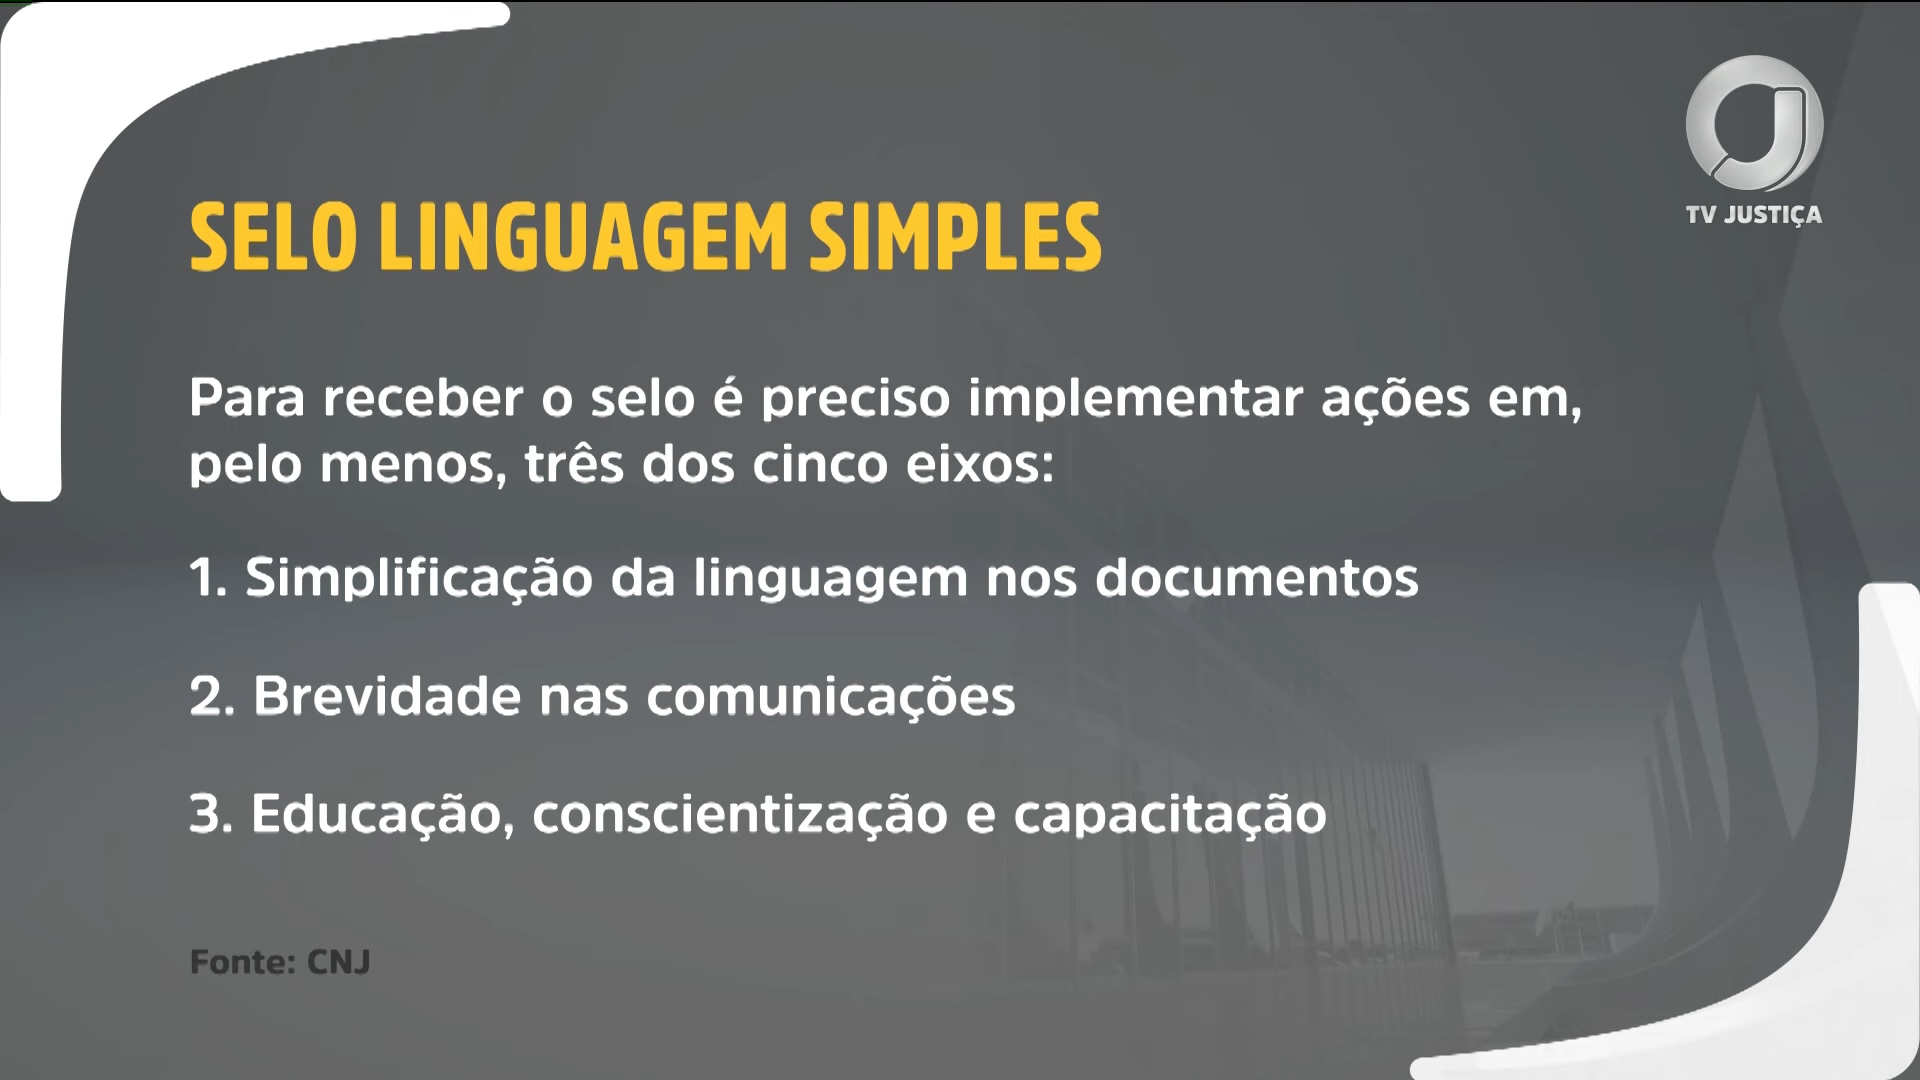 TV JUSTIÇA
SELO LINGUAGEM SIMPLES
Para receber o selo é preciso implementar ações em,
pelo menos, três dos cinco eixos:
1. Simplificação da linguagem nos documentos
2. Brevidade nas comunicações
3. Educação, conscientização e capacitação
Fonte: CNJ